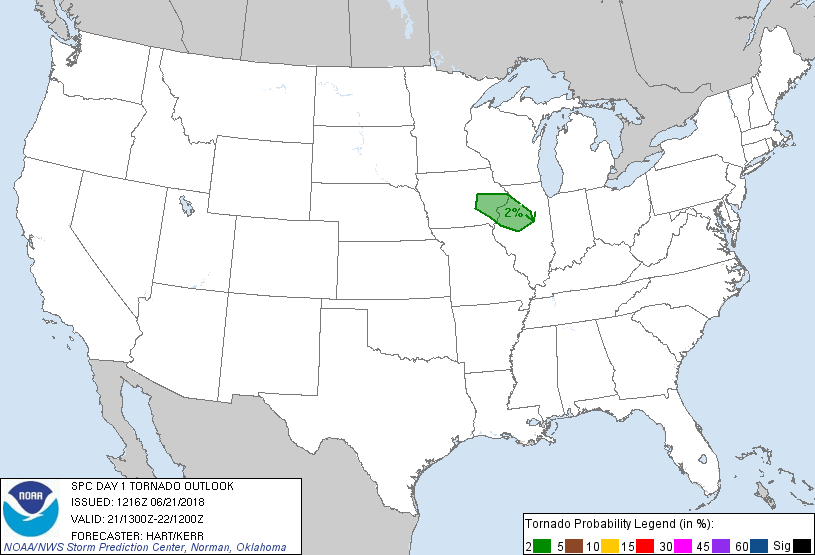 2%
NOAA
SPC DAY 1 TORNADO OUTLOOK
ISSUED: 1216Z 06/21/2018
VALID: 21/1300Z-22/1200Z
FORECASTER: HART/KERR
NOAA/NWS Storm Prediction Center, Norman, Oklahoma
Tornado Probability Legend (in %):
2 5 10 15 30 45 60 Sig